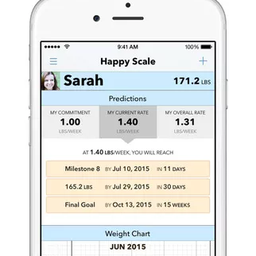 9:41 AM 100%
Happy Scale
Sarah 171.2 LBS
Predictions
MY COMMITMENT MY CURRENT RATE MY OVERALL RATE
1.00 1.40 1.31
LBS/WEEK LBS/WEEK LBS/WEEK
AT 1.40 LBS/WEEK, YOU WILL REACH
Milestone 8 BY Jul 10, 2015 IN 11 DAYS
165.2 LBS BY Jul 29, 2015 IN 30 DAYS
Final Goal BY Oct 13, 2015 IN 15 WEEKS
Weight Chart
JUN 2015